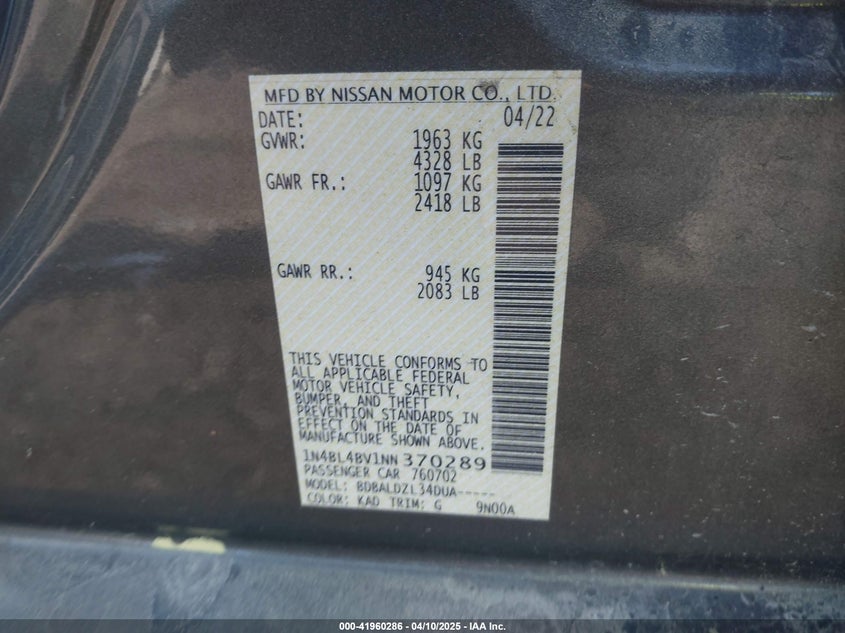 MFD BY NISSAN MOTOR CO., LTD.
DATE: 04/22
GVWR: 1963 KG
4328 LB
GAWR FR.: 1097 KG
2418 LB
GAWR RR.: 945 KG
2083 LB
THIS VEHICLE CONFORMS TO
ALL APPLICABLE FEDERAL
MOTOR VEHICLE SAFETY,
BUMPER, AND THEFT
PREVENTION STANDARDS IN
EFFECT ON THE DATE OF
MANUFACTURE SHOWN ABOVE.
1N4BL4BV1NN370289
PASSENGER CAR 760702
MODEL: BDBALDZL34DUA-----
COLOR: KAD TRIM: G 9N00A
000-41960286 - 04/10/2025 - IAA Inc.